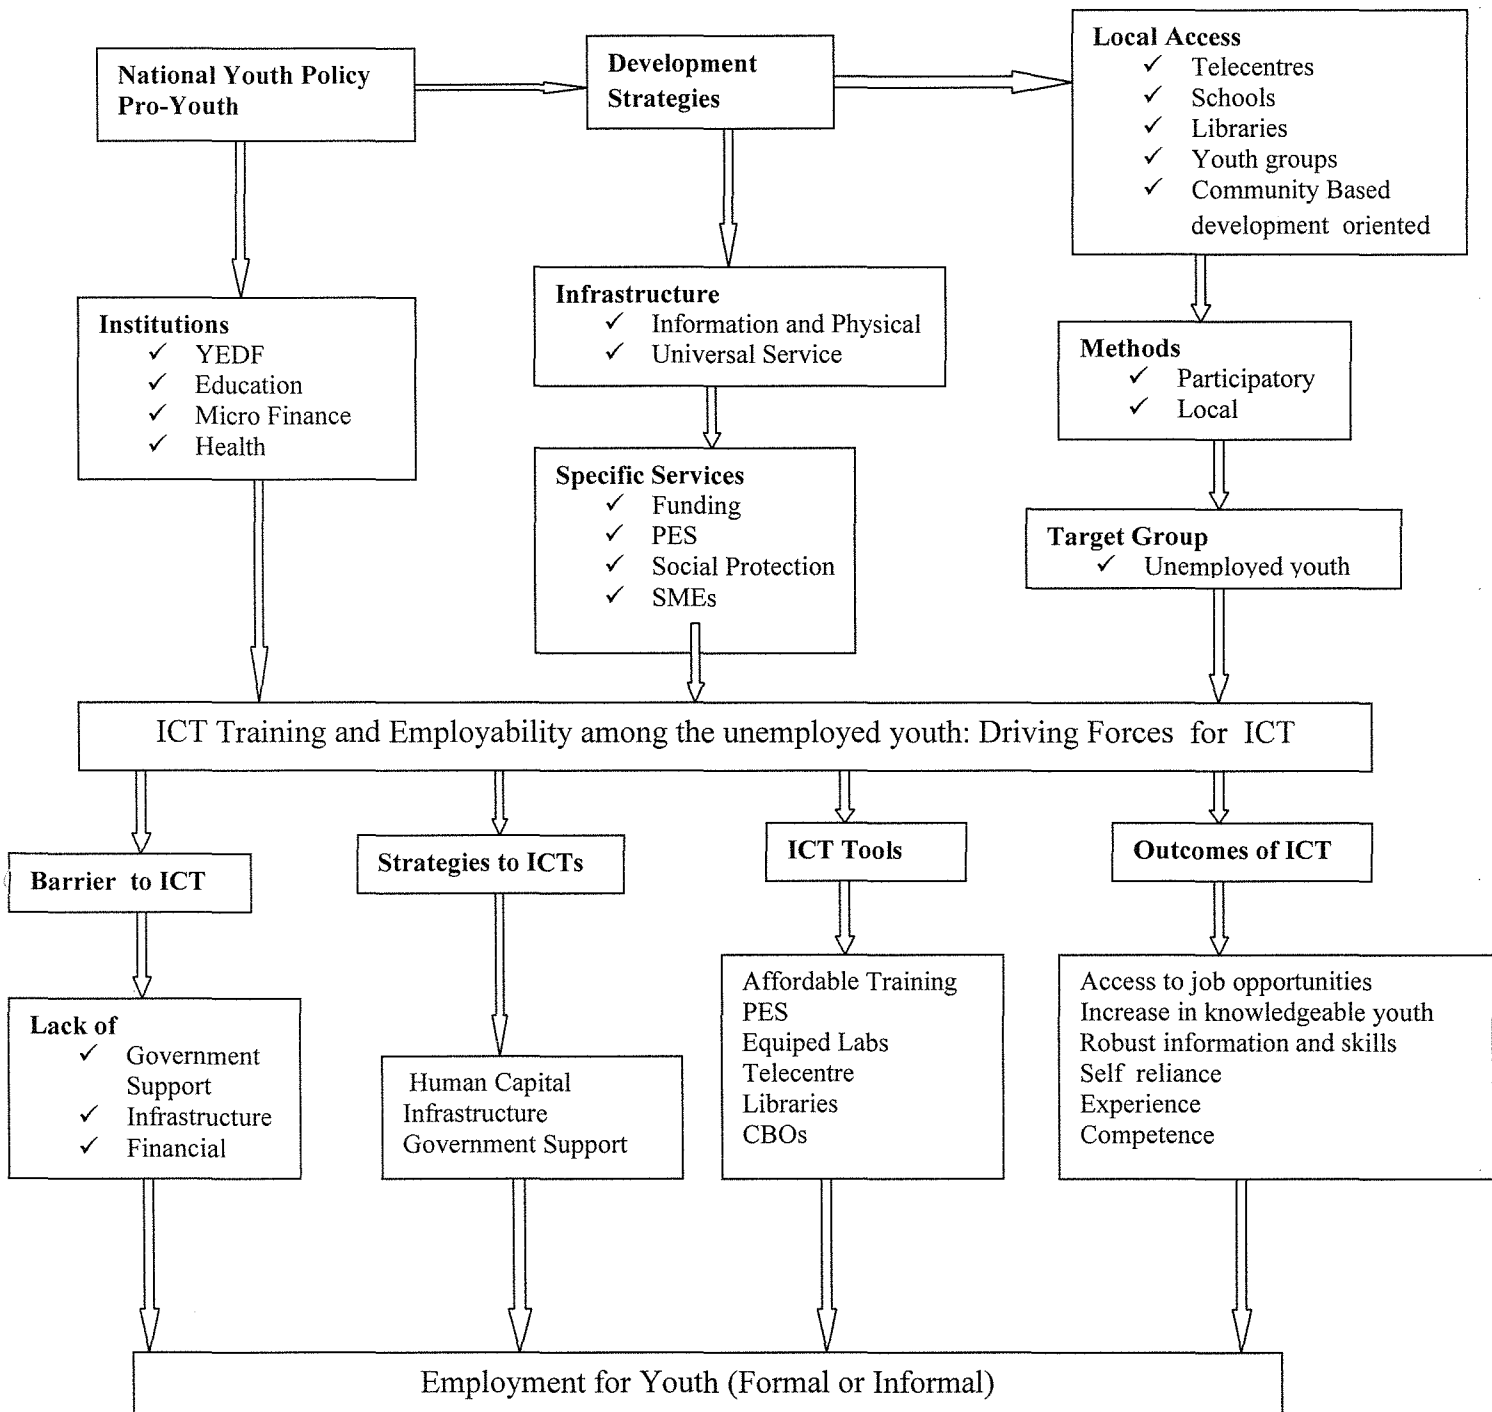 National Youth Policy
Pro-Youth
Development
Strategies
Local Access
✓ Telecentres
✓ Schools
✓ Libraries
✓ Youth groups
✓ Community Based
development oriented
Institutions
✓ YEDF
✓ Education
✓ Micro Finance
✓ Health
Infrastructure
✓ Information and Physical
✓ Universal Service
Methods
✓ Participatory
✓ Local
Specific Services
✓ Funding
✓ PES
✓ Social Protection
✓ SMEs
Target Group
✓ Unemployed youth
ICT Training and Employability among the unemployed youth: Driving Forces for ICT
Barrier to ICT
Strategies to ICTs
ICT Tools
Outcomes of ICT
Lack of
✓ Government
Support
✓ Infrastructure
✓ Financial
Human Capital
Infrastructure
Government Support
Affordable Training
PES
Equiped Labs
Telecentre
Libraries
CBOs
Access to job opportunities
Increase in knowledgeable youth
Robust information and skills
Self reliance
Experience
Competence
Employment for Youth (Formal or Informal)